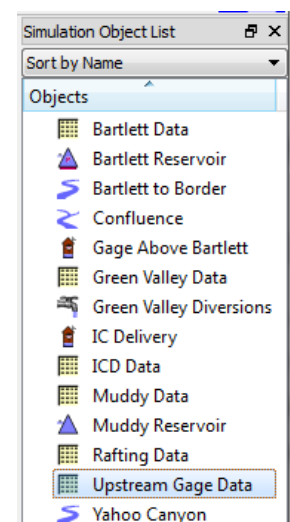 Simulation Object List
Sort by Name
Objects
Bartlett Data
Bartlett Reservoir
Bartlett to Border
Confluence
Gage Above Bartlett
Green Valley Data
Green Valley Diversions
IC Delivery
ICD Data
Muddy Data
Muddy Reservoir
Rafting Data
Upstream Gage Data
Yahoo Canyon